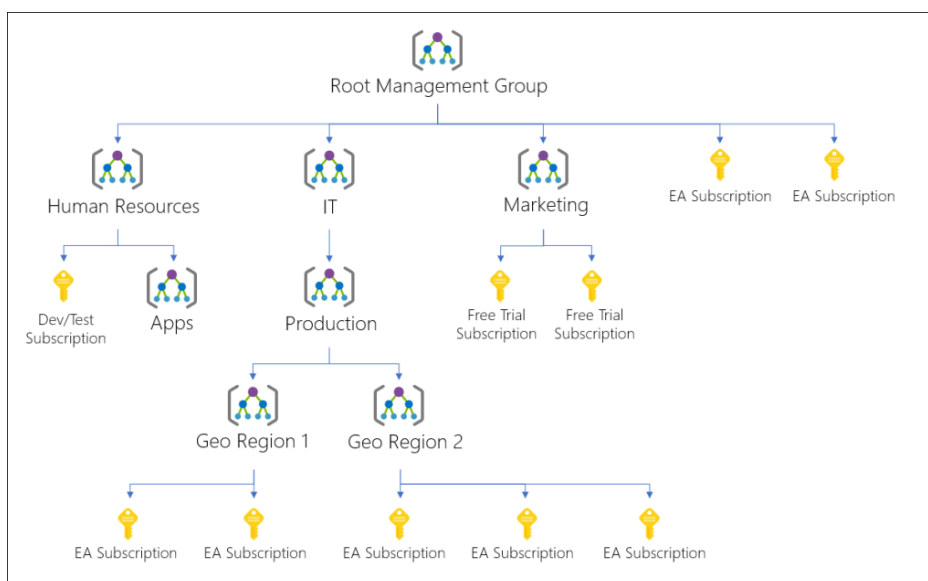 Root Management Group
Human Resources
IT
Marketing
EA Subscription
EA Subscription
Dev/Test
Subscription
Apps
Production
Free Trial
Subscription
Free Trial
Subscription
Geo Region 1
Geo Region 2
EA Subscription
EA Subscription
EA Subscription
EA Subscription
EA Subscription